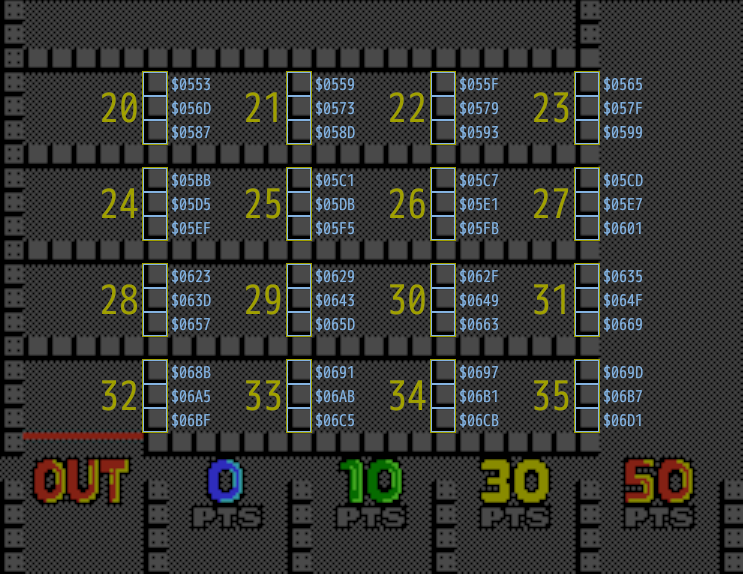 $0553 $0559 $055F $0565
20 $056D 21 $0573 22 $0579 23 $057F
$0587 $058D $0593 $0599
$05BB $05C1 $05C7 $05CD
24 $05D5 25 $05DB 26 $05E1 27 $05E7
$05EF $05F5 $05FB $0601
$0623 $0629 $062F $0635
28 $063D 29 $0643 30 $0649 31 $064F
$0657 $065D $0663 $0669
$068B $0691 $0697 $069D
32 $06A5 33 $06AB 34 $06B1 35 $06B7
$06BF $06C5 $06CB $06D1
OUT 0 10 30 50
PTS PTS PTS PTS